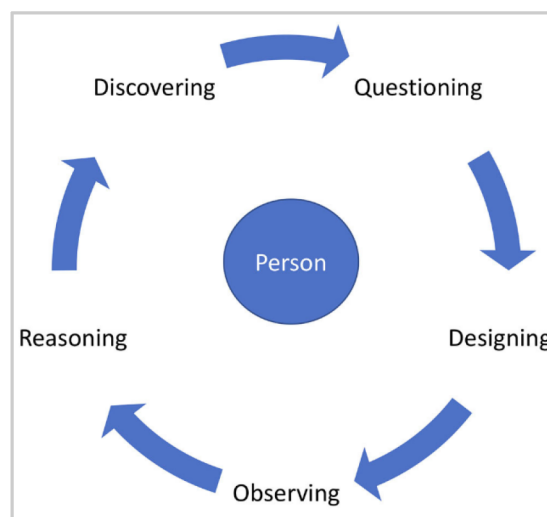 Discovering
Questioning
Person
Reasoning
Designing
Observing